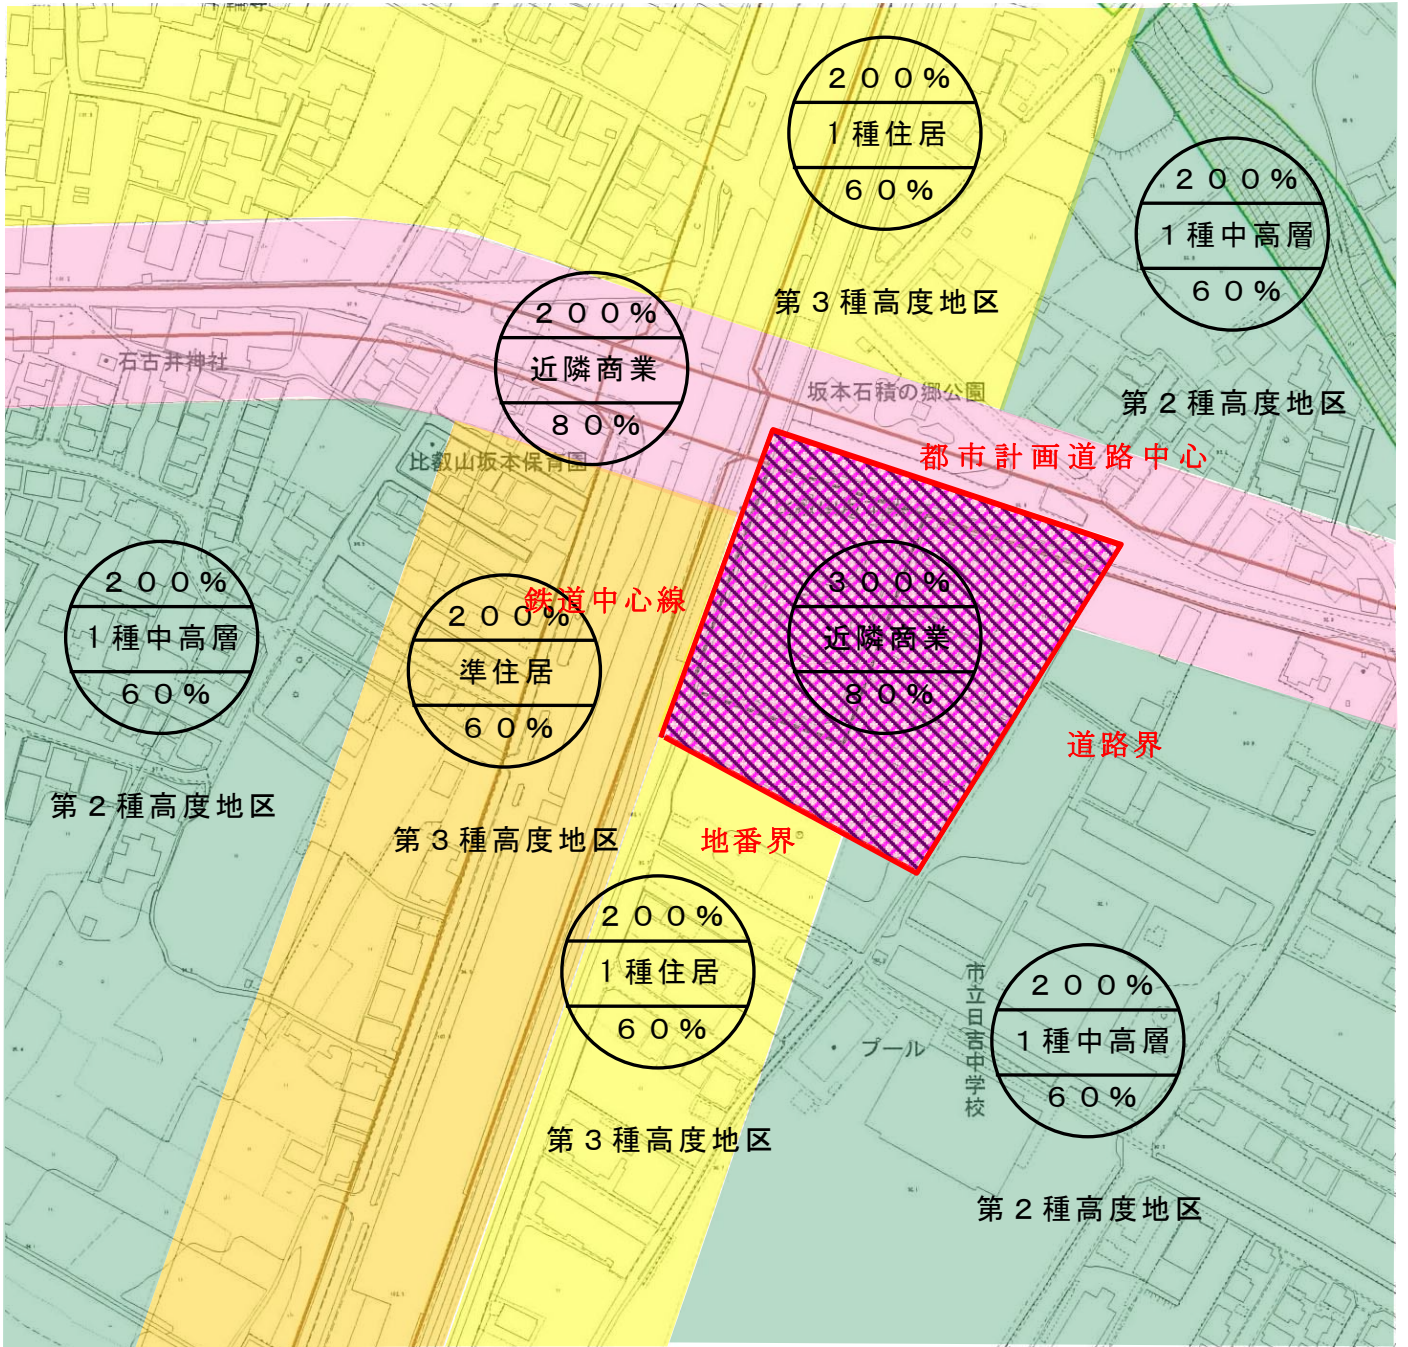 200%
1種住居
60%
200%
1種中高層
60%
第3種高度地区
200%
近隣商業
80%
石古井神社
坂本石積の郷公園
第2種高度地区
都市計画道路中心
比叡山坂本保育園
200%
1種中高層
60%
鉄道中心線
200%
準住居
60%
300%
近隣商業
80%
道路界
第2種高度地区
第3種高度地区
地番界
200%
1種住居
60%
市立日吉中学校
プール
200%
1種中高層
60%
第3種高度地区
第2種高度地区